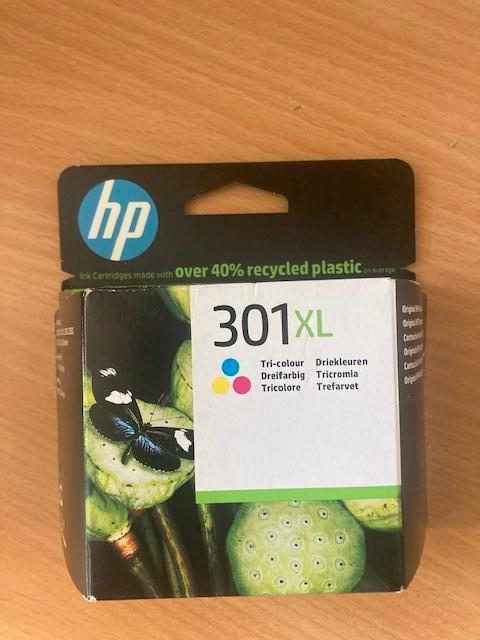 hp
Ink Cartridges made with over 40% recycled plastic on average
301XL
Tri-colour Driekleuren
Dreifarbig Tricromia
Tricolore Trefarvet